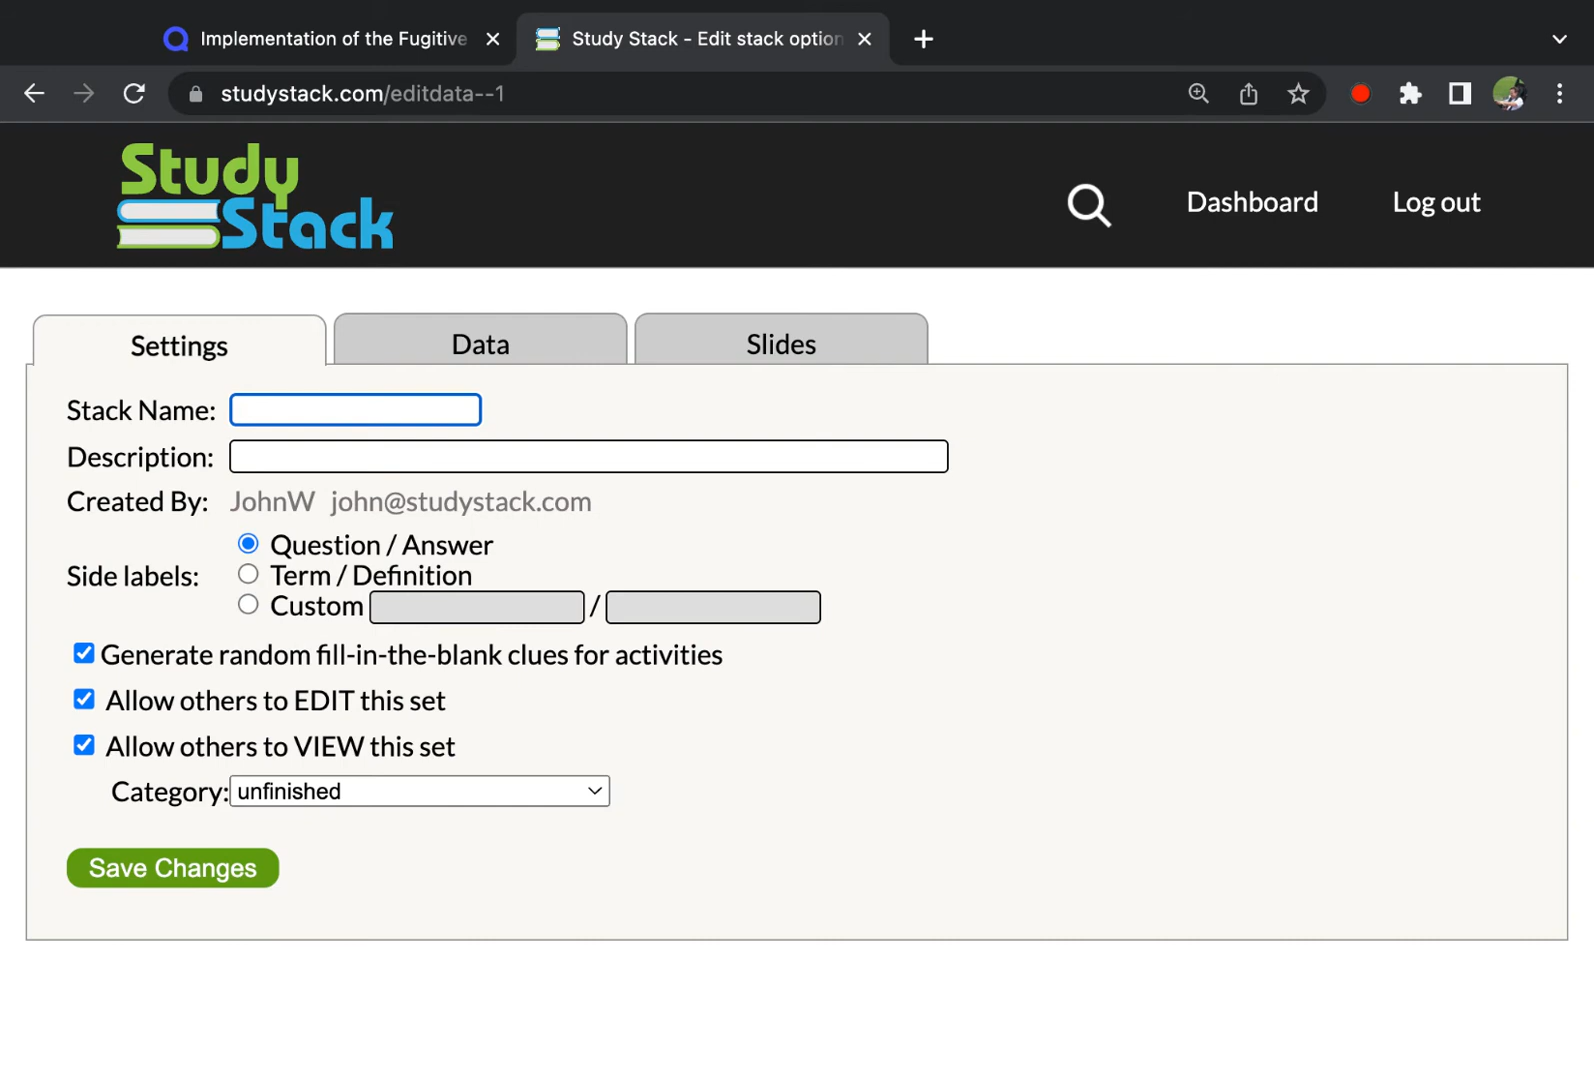 Implementation of the Fugitive
Study Stack - Edit stack option
studystack.com/editdata--1
Study
Stack
Dashboard
Log out
Settings
Data
Slides
Stack Name:
Description:
Created By: JohnW john@studystack.com
Side labels:
Question / Answer
Term / Definition
Custom /
Generate random fill-in-the-blank clues for activities
Allow others to EDIT this set
Allow others to VIEW this set
Category: unfinished
Save Changes